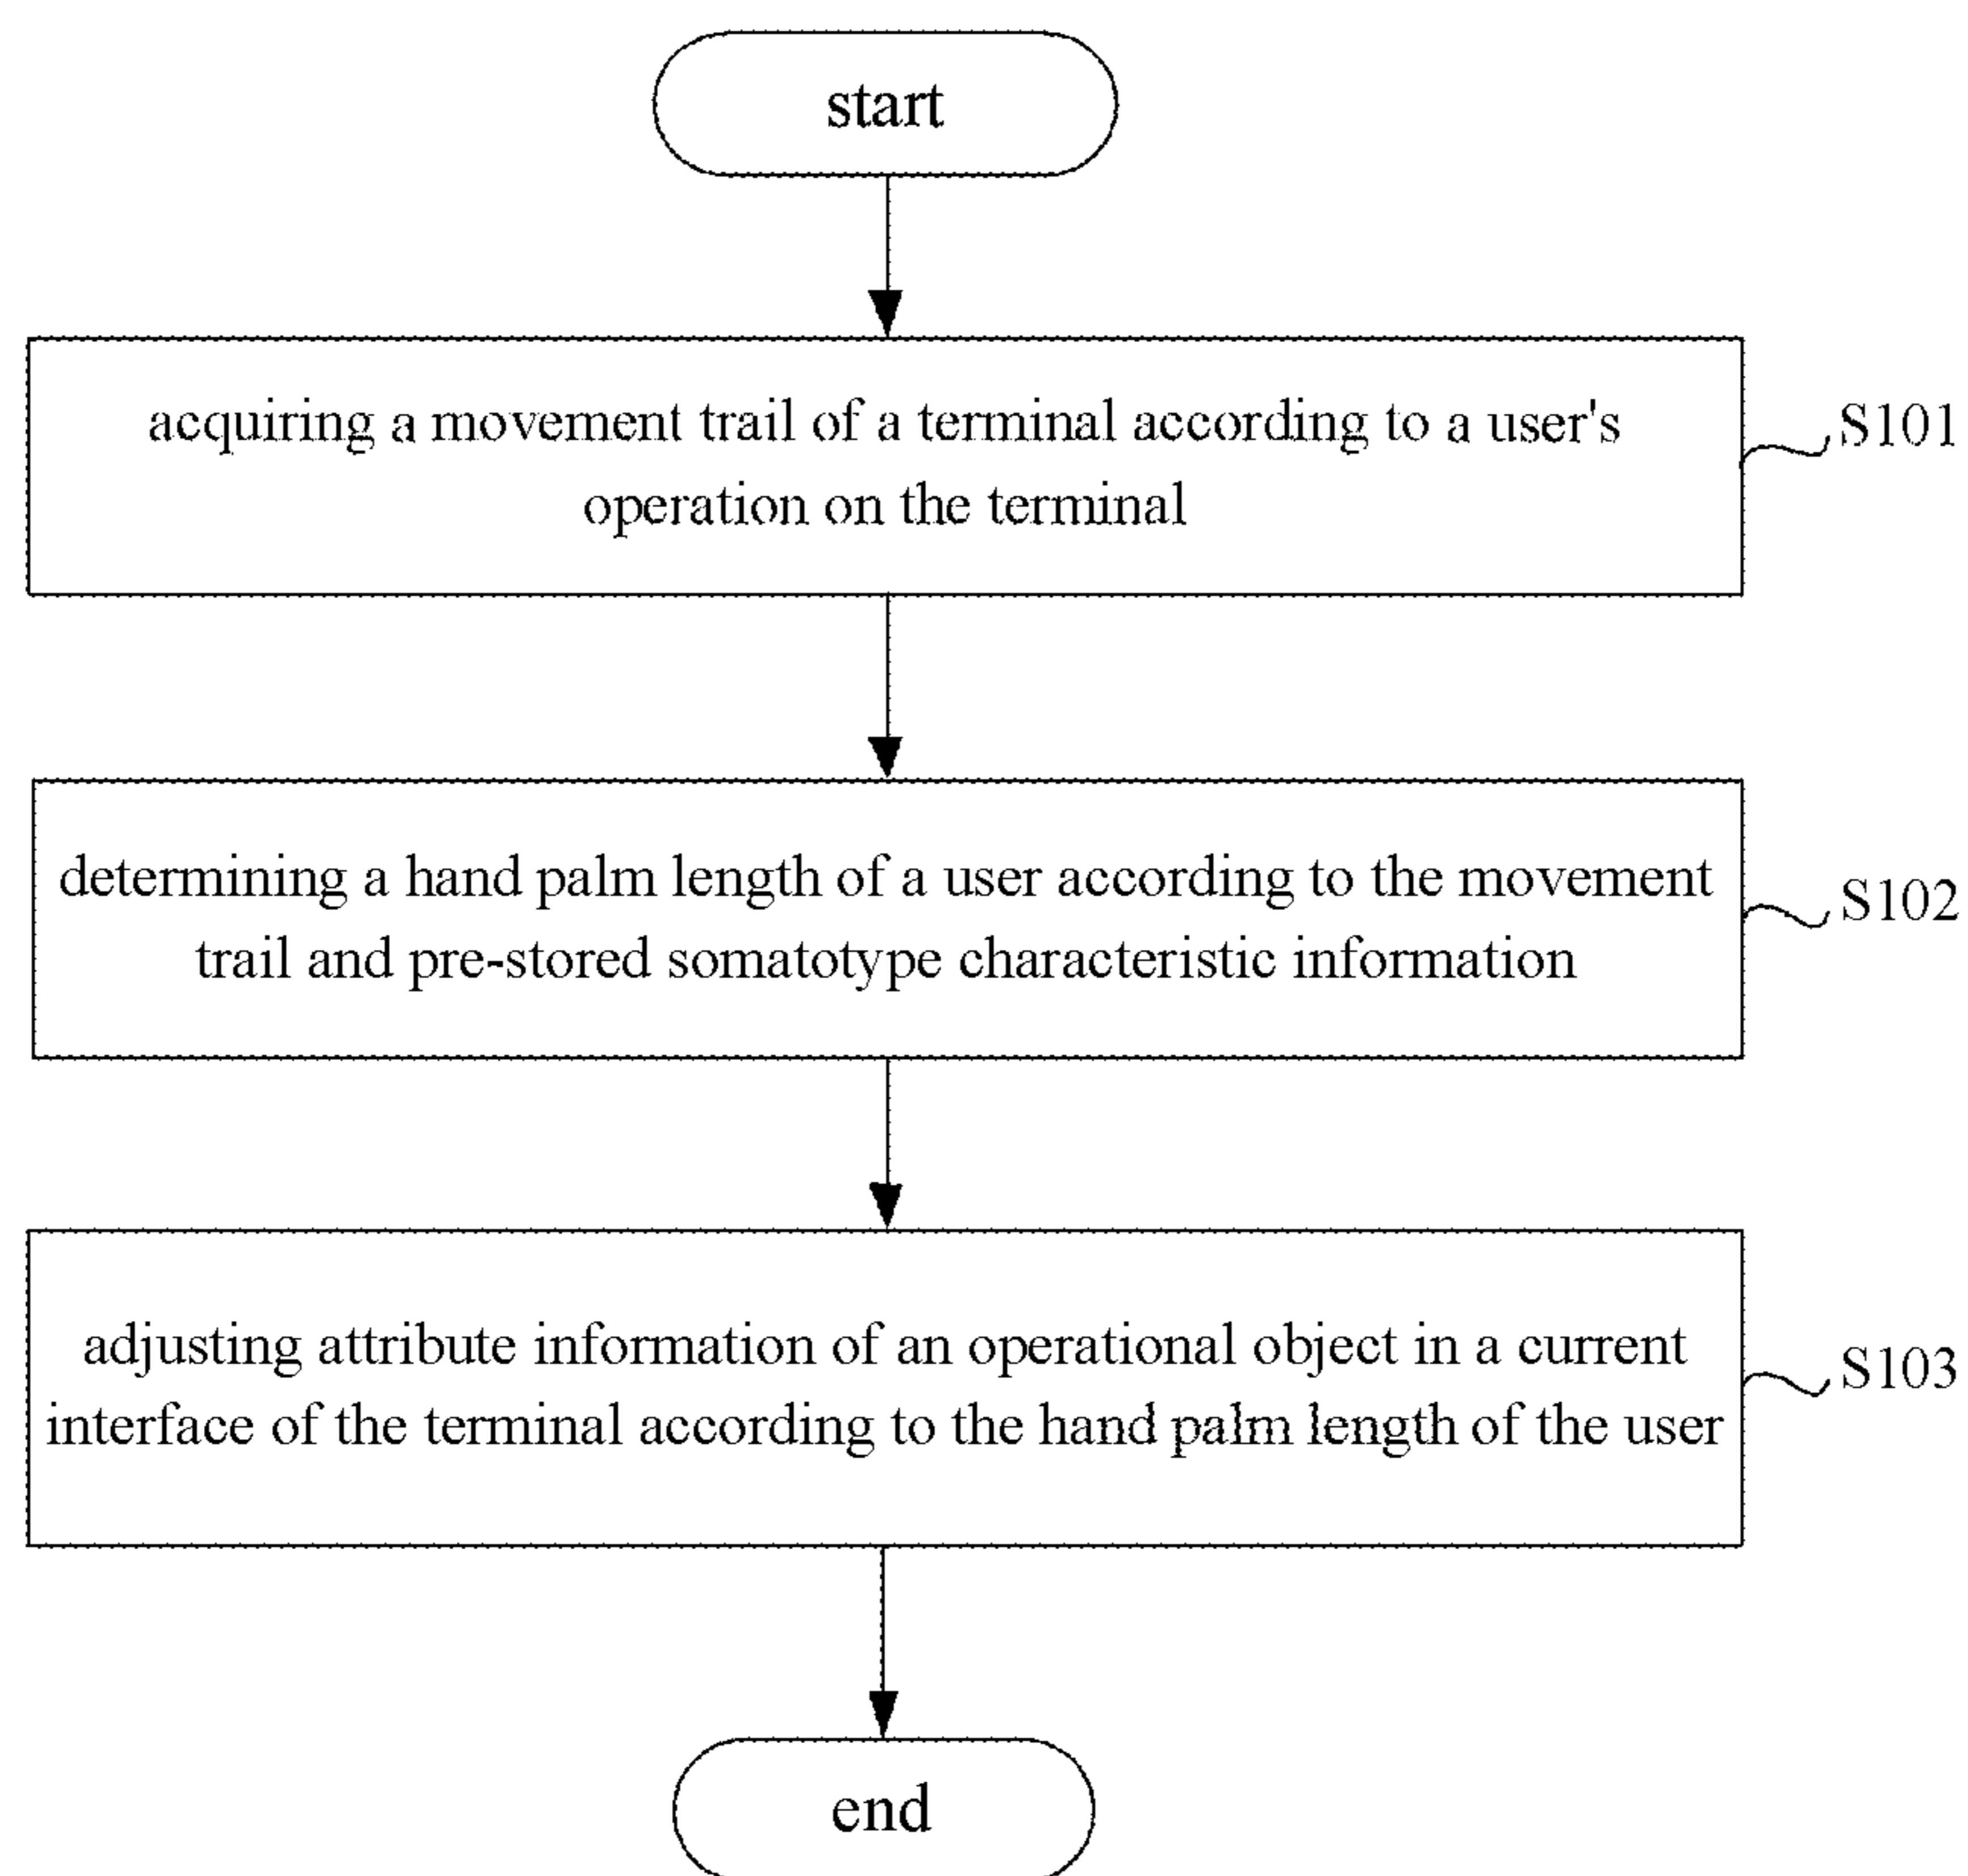 start
acquiring a movement trail of a terminal according to a user's
operation on the terminal
S101
determining a hand palm length of a user according to the movement
trail and pre-stored somatotype characteristic information
S102
adjusting attribute information of an operational object in a current
interface of the terminal according to the hand palm length of the user
S103
end